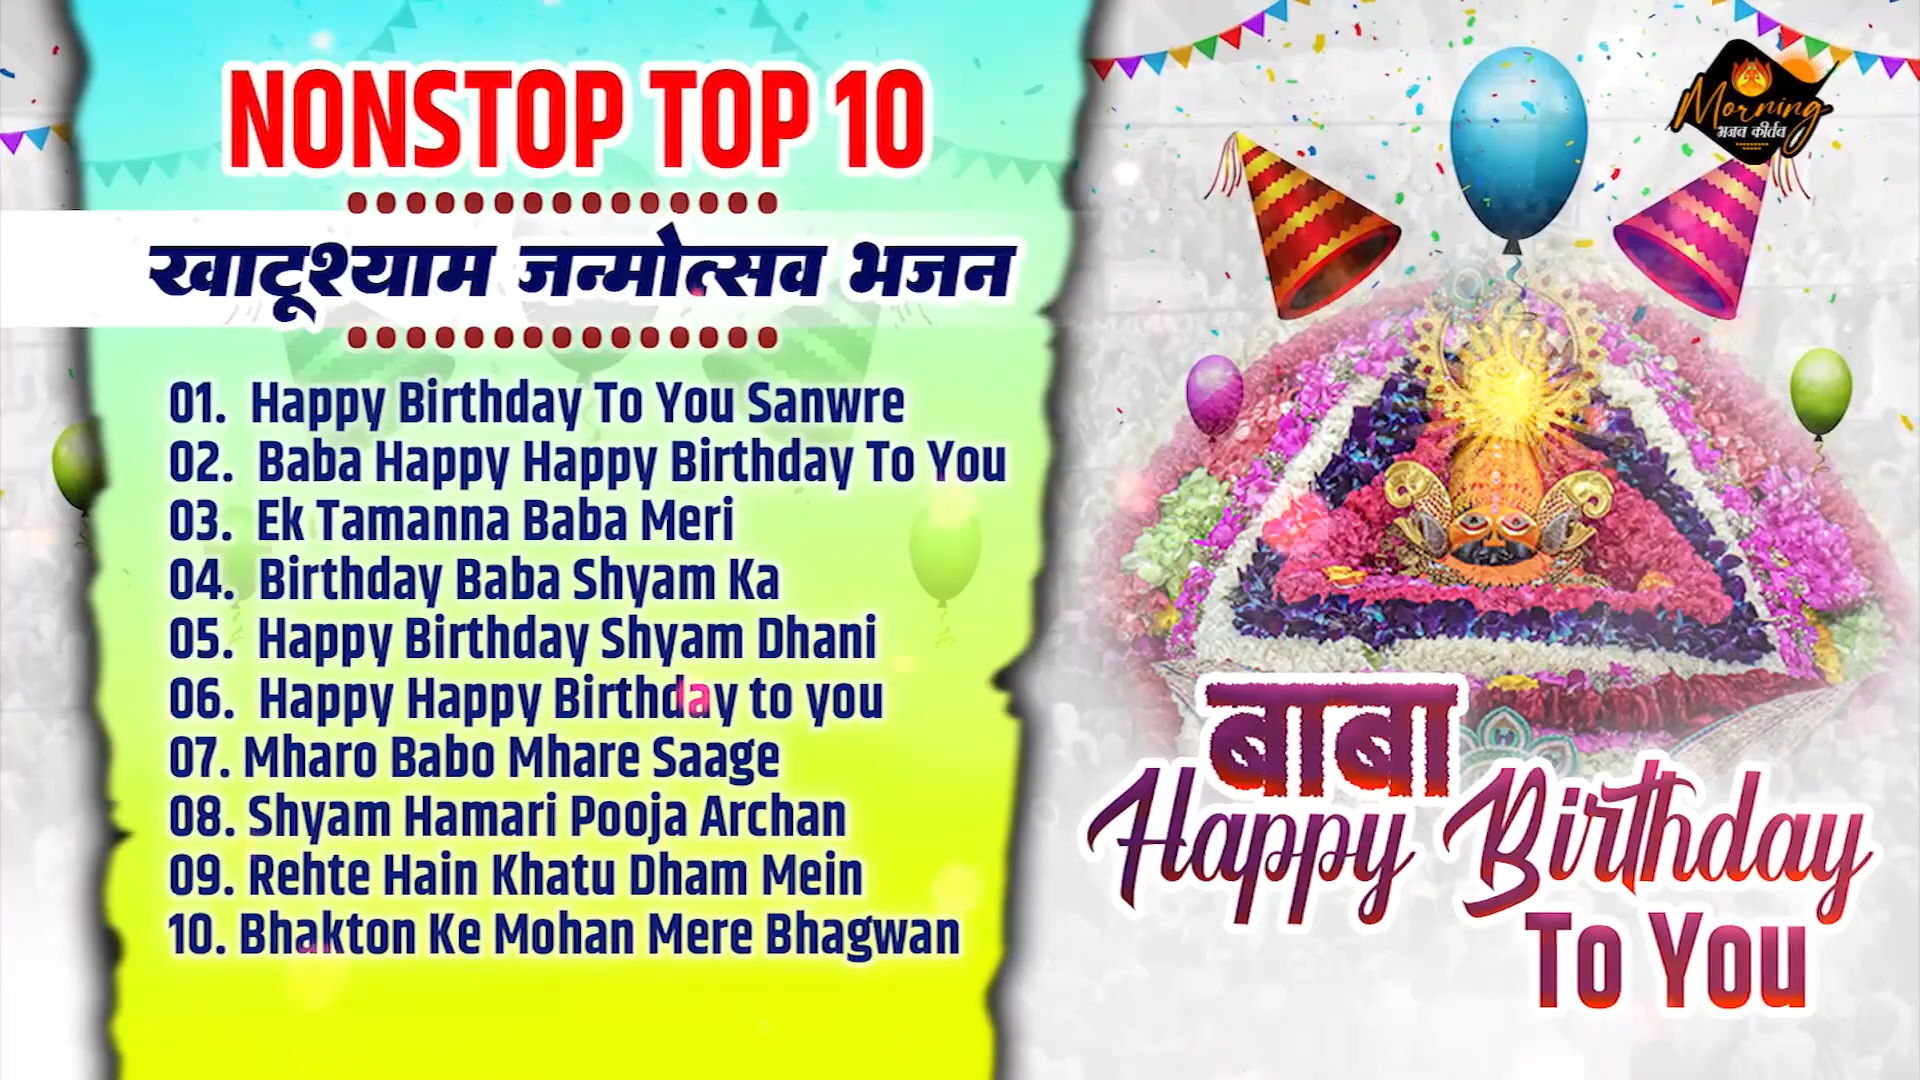 NONSTOP TOP 10
खाटूश्याम जन्मोत्सव भजन
01. Happy Birthday To You Sanwre
02. Baba Happy Happy Birthday To You
03. Ek Tamanna Baba Meri
04. Birthday Baba Shyam Ka
05. Happy Birthday Shyam Dhani
06. Happy Happy Birthday to you
07. Mharo Babo Mhare Saage
08. Shyam Hamari Pooja Archan
09. Rehte Hain Khatu Dham Mein
10. Bhakton Ke Mohan Mere Bhagwan
Morning
भजन कीर्तन
बाबा
Happy Birthday
To You